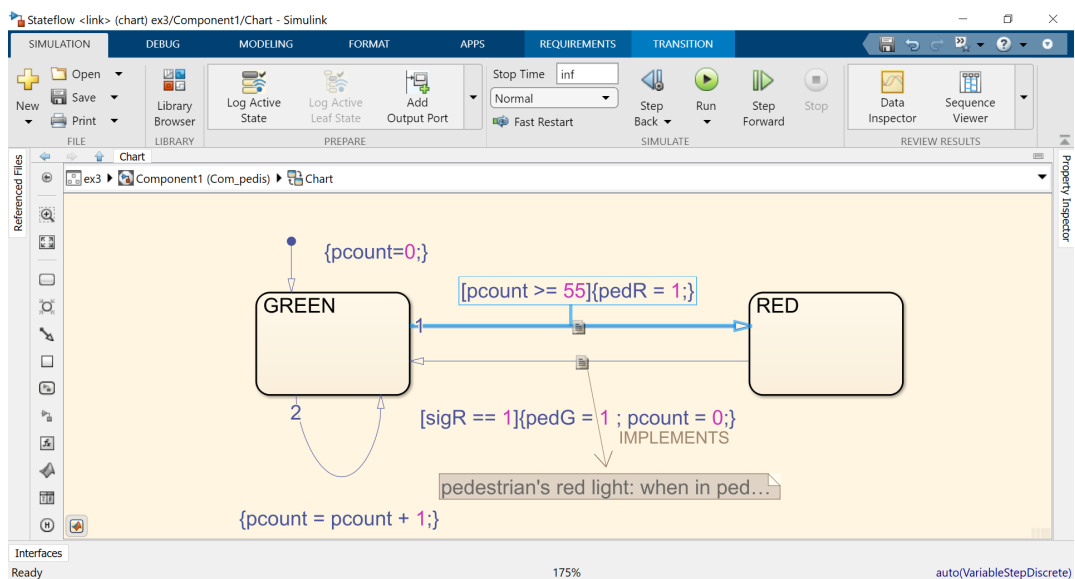 Stateflow <link> (chart) ex3/Component1/Chart - Simulink
SIMULATION DEBUG MODELING FORMAT APPS REQUIREMENTS TRANSITION
New
Open
Save
Print
FILE
Library
Browser
LIBRARY
Log Active
State
Log Active
Leaf State
Add
Output Port
PREPARE
Stop Time inf
Normal
Fast Restart
Step
Back
Run
Step
Forward
Stop
SIMULATE
Data
Inspector
Sequence
Viewer
REVIEW RESULTS
Referenced Files
Chart
ex3 Component1 (Com_pedis) Chart
Property Inspector
{pcount=0;}
[pcount >= 55]{pedR = 1;}
GREEN
RED
1
2
[sigR == 1]{pedG = 1 ; pcount = 0;}
IMPLEMENTS
pedestrian's red light: when in ped...
{pcount = pcount + 1;}
Interfaces
Ready 175% auto(VariableStepDiscrete)